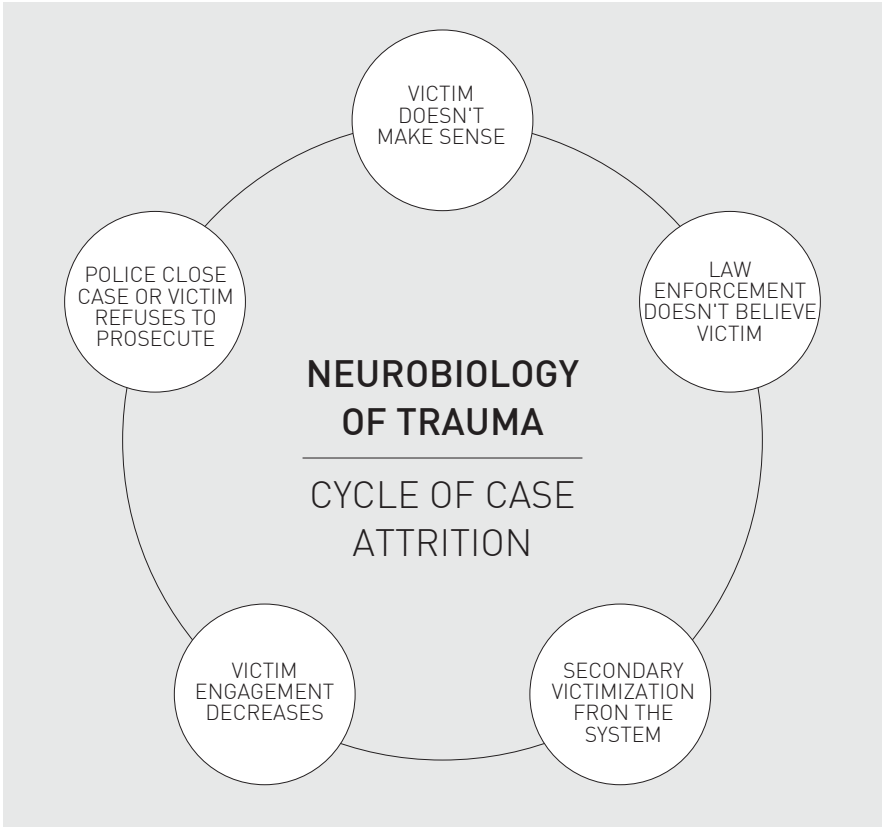 VICTIM
DOESN'T
MAKE SENSE
LAW
ENFORCEMENT
DOESN'T BELIEVE
VICTIM
SECONDARY
VICTIMIZATION
FRON THE
SYSTEM
VICTIM
ENGAGEMENT
DECREASES
POLICE CLOSE
CASE OR VICTIM
REFUSES TO
PROSECUTE
NEUROBIOLOGY
OF TRAUMA
CYCLE OF CASE
ATTRITION